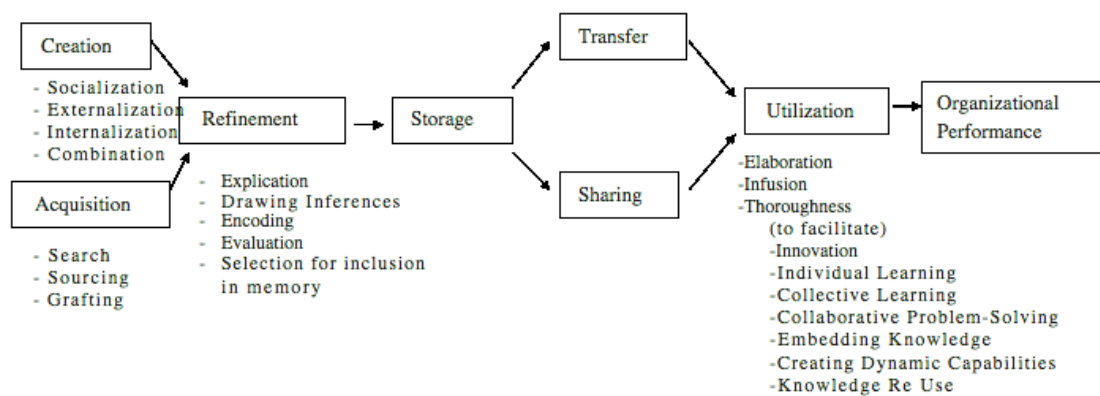 Creation
- Socialization
- Externalization
- Internalization
- Combination
Acquisition
- Search
- Sourcing
- Grafting
Refinement
- Explication
- Drawing Inferences
- Encoding
- Evaluation
- Selection for inclusion
in memory
Storage
Transfer
Sharing
Utilization
-Elaboration
-Infusion
-Thoroughness
(to facilitate)
-Innovation
-Individual Learning
-Collective Learning
-Collaborative Problem-Solving
-Embedding Knowledge
-Creating Dynamic Capabilities
-Knowledge Re Use
Organizational
Performance